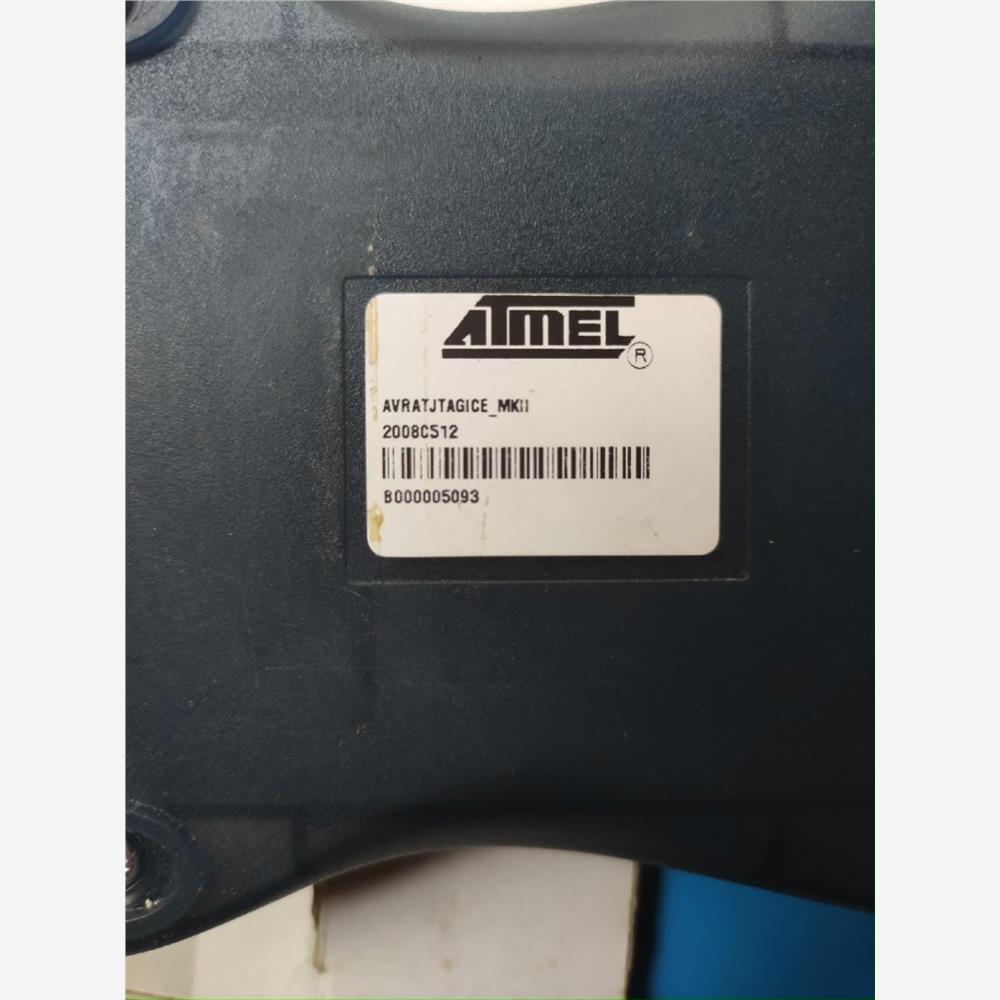 ATMEL
R
AVRATJTAGICE_MKII
2008C512
B000005093